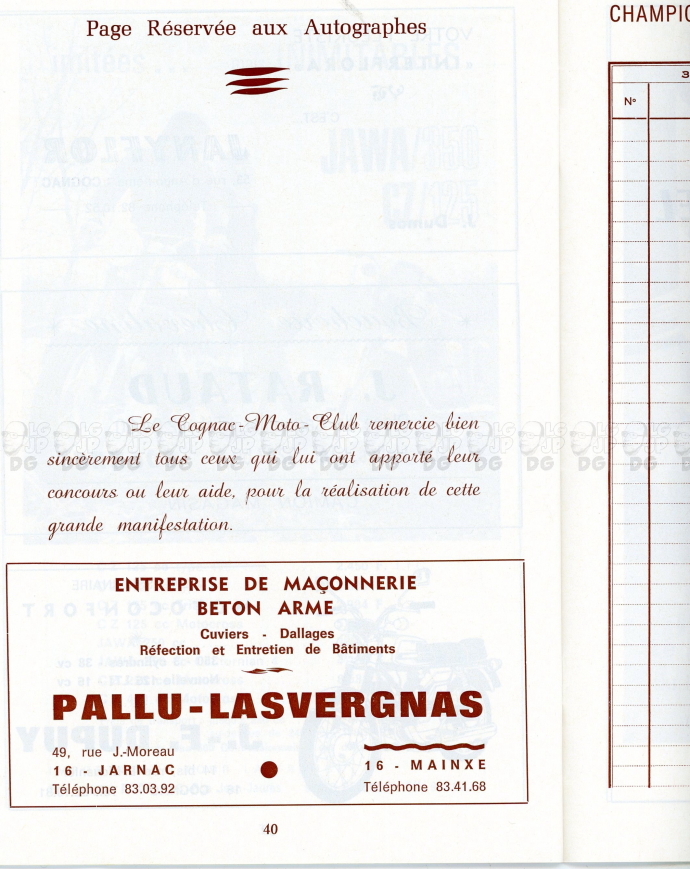 Page Réservée aux Autographes
Le Cognac-Moto-Club remercie bien
sincèrement tous ceux qui lui ont apporté leur
concours ou leur aide, pour la réalisation de cette
grande manifestation.
ENTREPRISE DE MAÇONNERIE
BETON ARME
Cuviers - Dallages
Réfection et Entretien de Bâtiments
PALLU-LASVERGNAS
49, rue J.-Moreau
16 - JARNAC
Téléphone 83.03.92
16 - MAINXE
Téléphone 83.41.68
40
CHAMPIO
3
N°